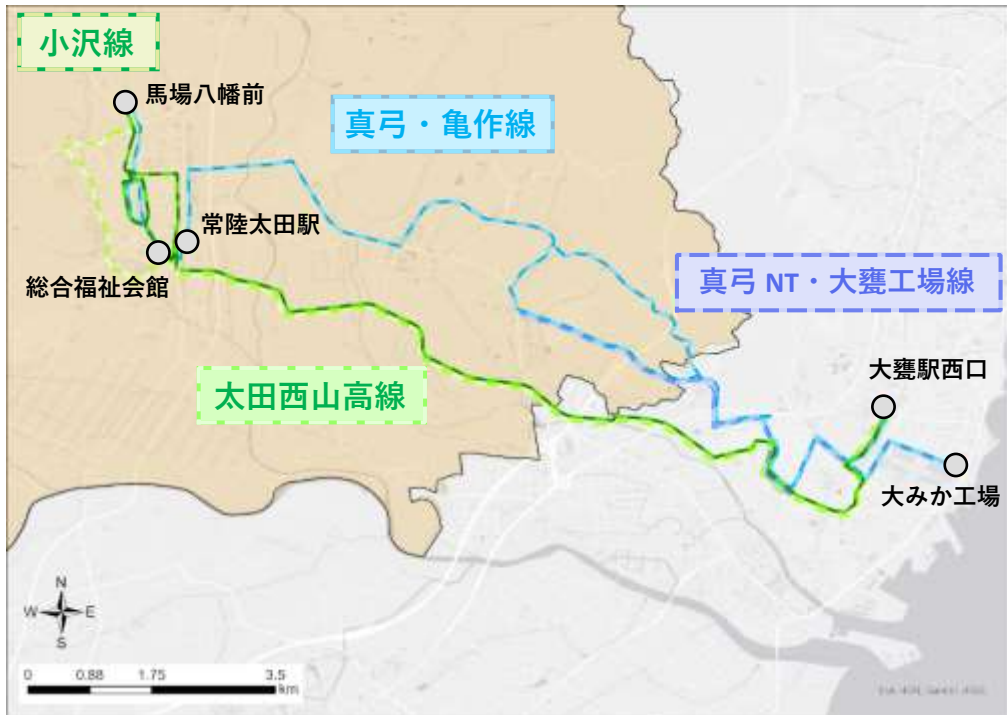 小沢線
馬場八幡前
真弓・亀作線
常陸太田駅
総合福祉会館
真弓 NT・大甕工場線
大甕駅西口
太田西山高線
大みか工場
N
W E
S
0 0.88 1.75 3.5
km